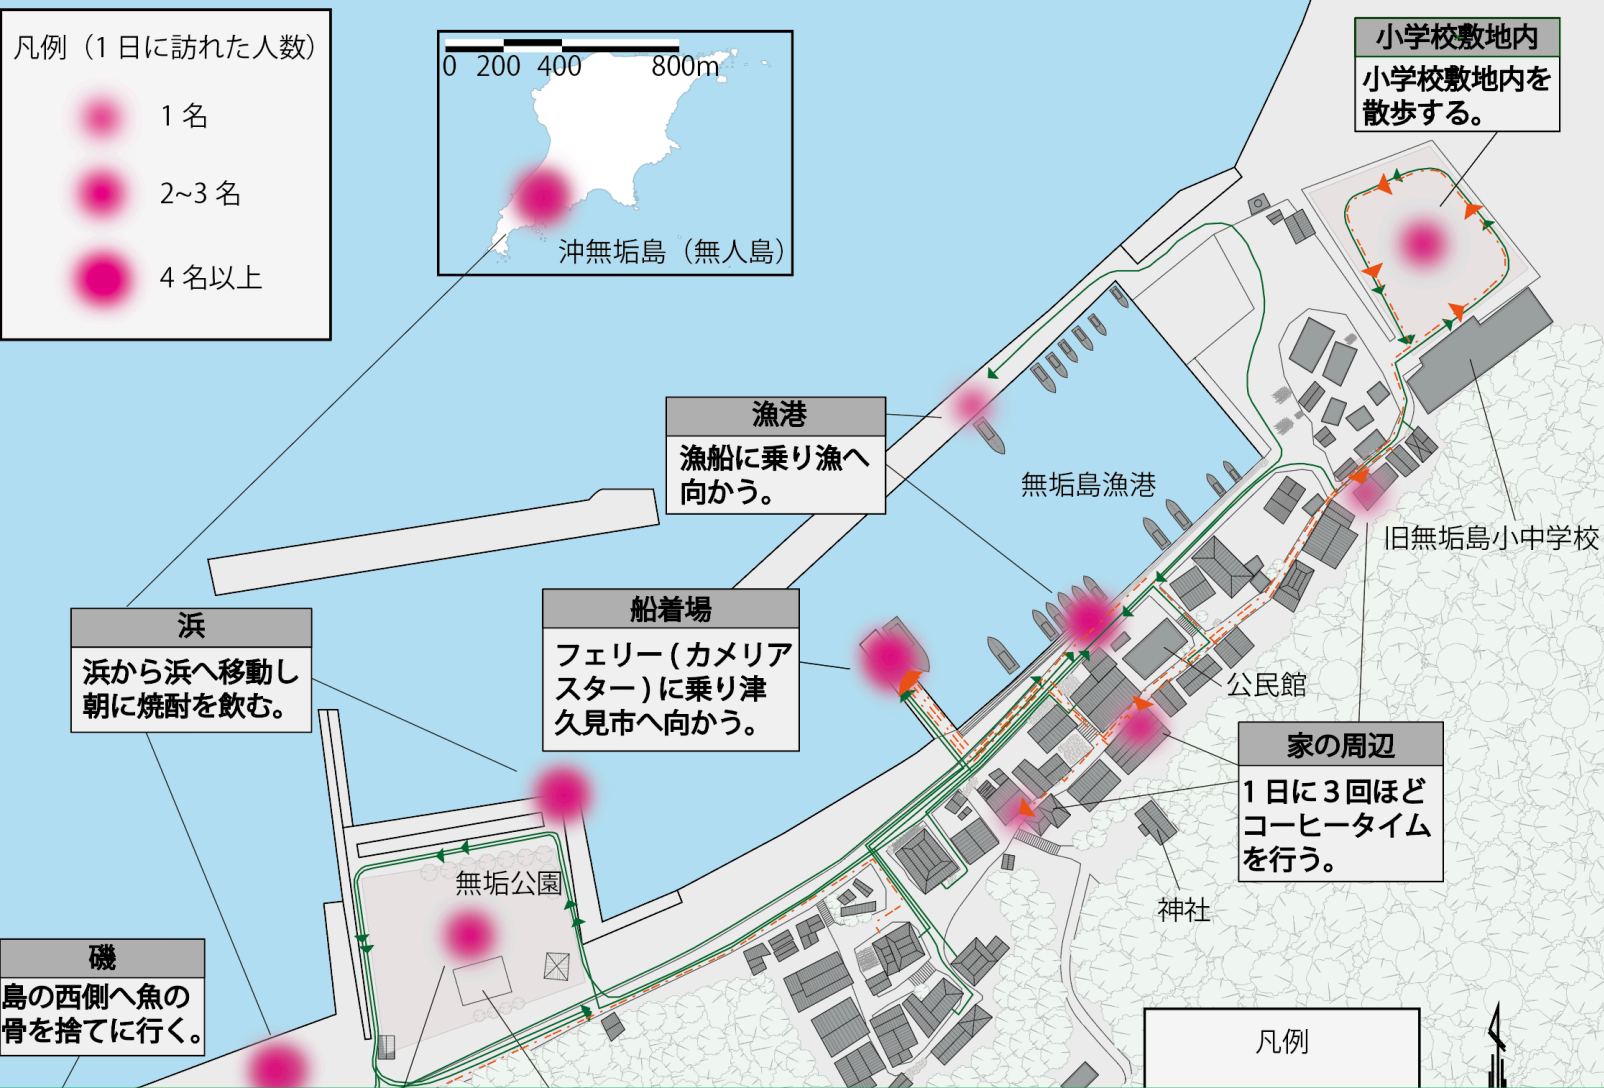 凡例（1日に訪れた人数）
1名
2~3名
4名以上
0 200 400 800m
沖無垢島（無人島）
小学校敷地内
小学校敷地内を
散歩する。
漁港
漁船に乗り漁へ
向かう。
無垢島漁港
旧無垢島小中学校
船着場
フェリー(カメリア
スター)に乗り津
久見市へ向かう。
浜
浜から浜へ移動し
朝に焼酎を飲む。
公民館
家の周辺
1日に3回ほど
コーヒータイム
を行う。
無垢公園
神社
磯
島の西側へ魚の
骨を捨てに行く。
凡例